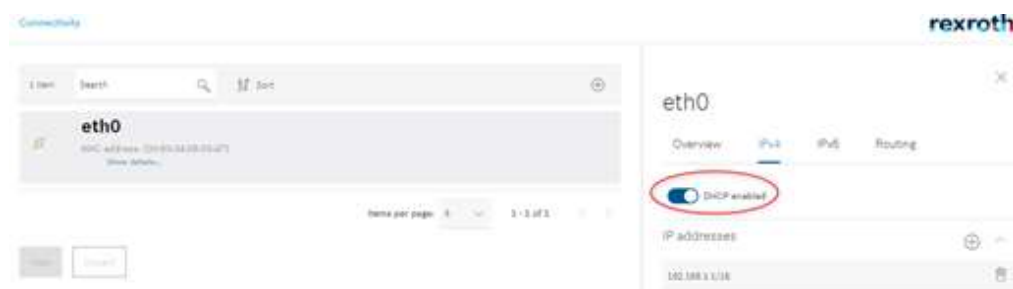 Connectivity
rexroth
1 item
Search
Sort
eth0
Show details...
Items per page:
1 - 1 of 1
eth0
Overview
IPv4
IPv6
Routing
DHCP enabled
IP addresses